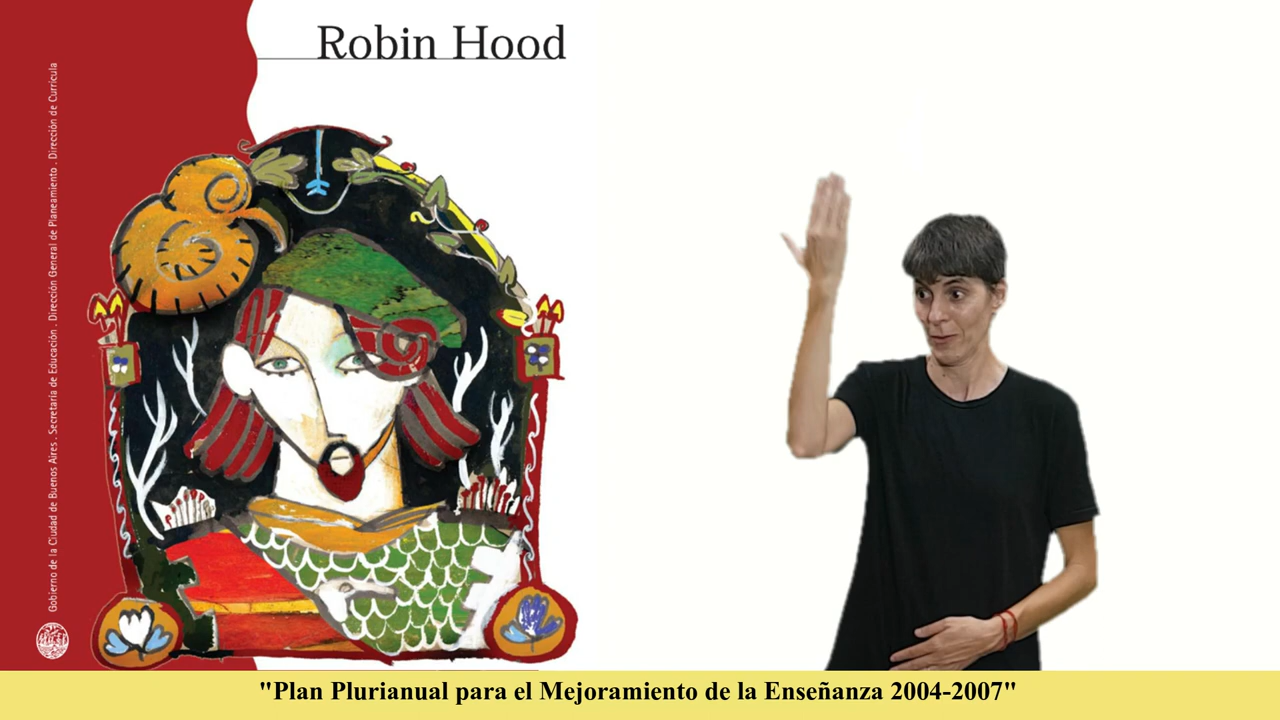 Robin Hood
Gobierno de la Ciudad de Buenos Aires . Secretaría de Educación . Dirección General de Planeamiento . Dirección de Currícula
"Plan Plurianual para el Mejoramiento de la Enseñanza 2004-2007"